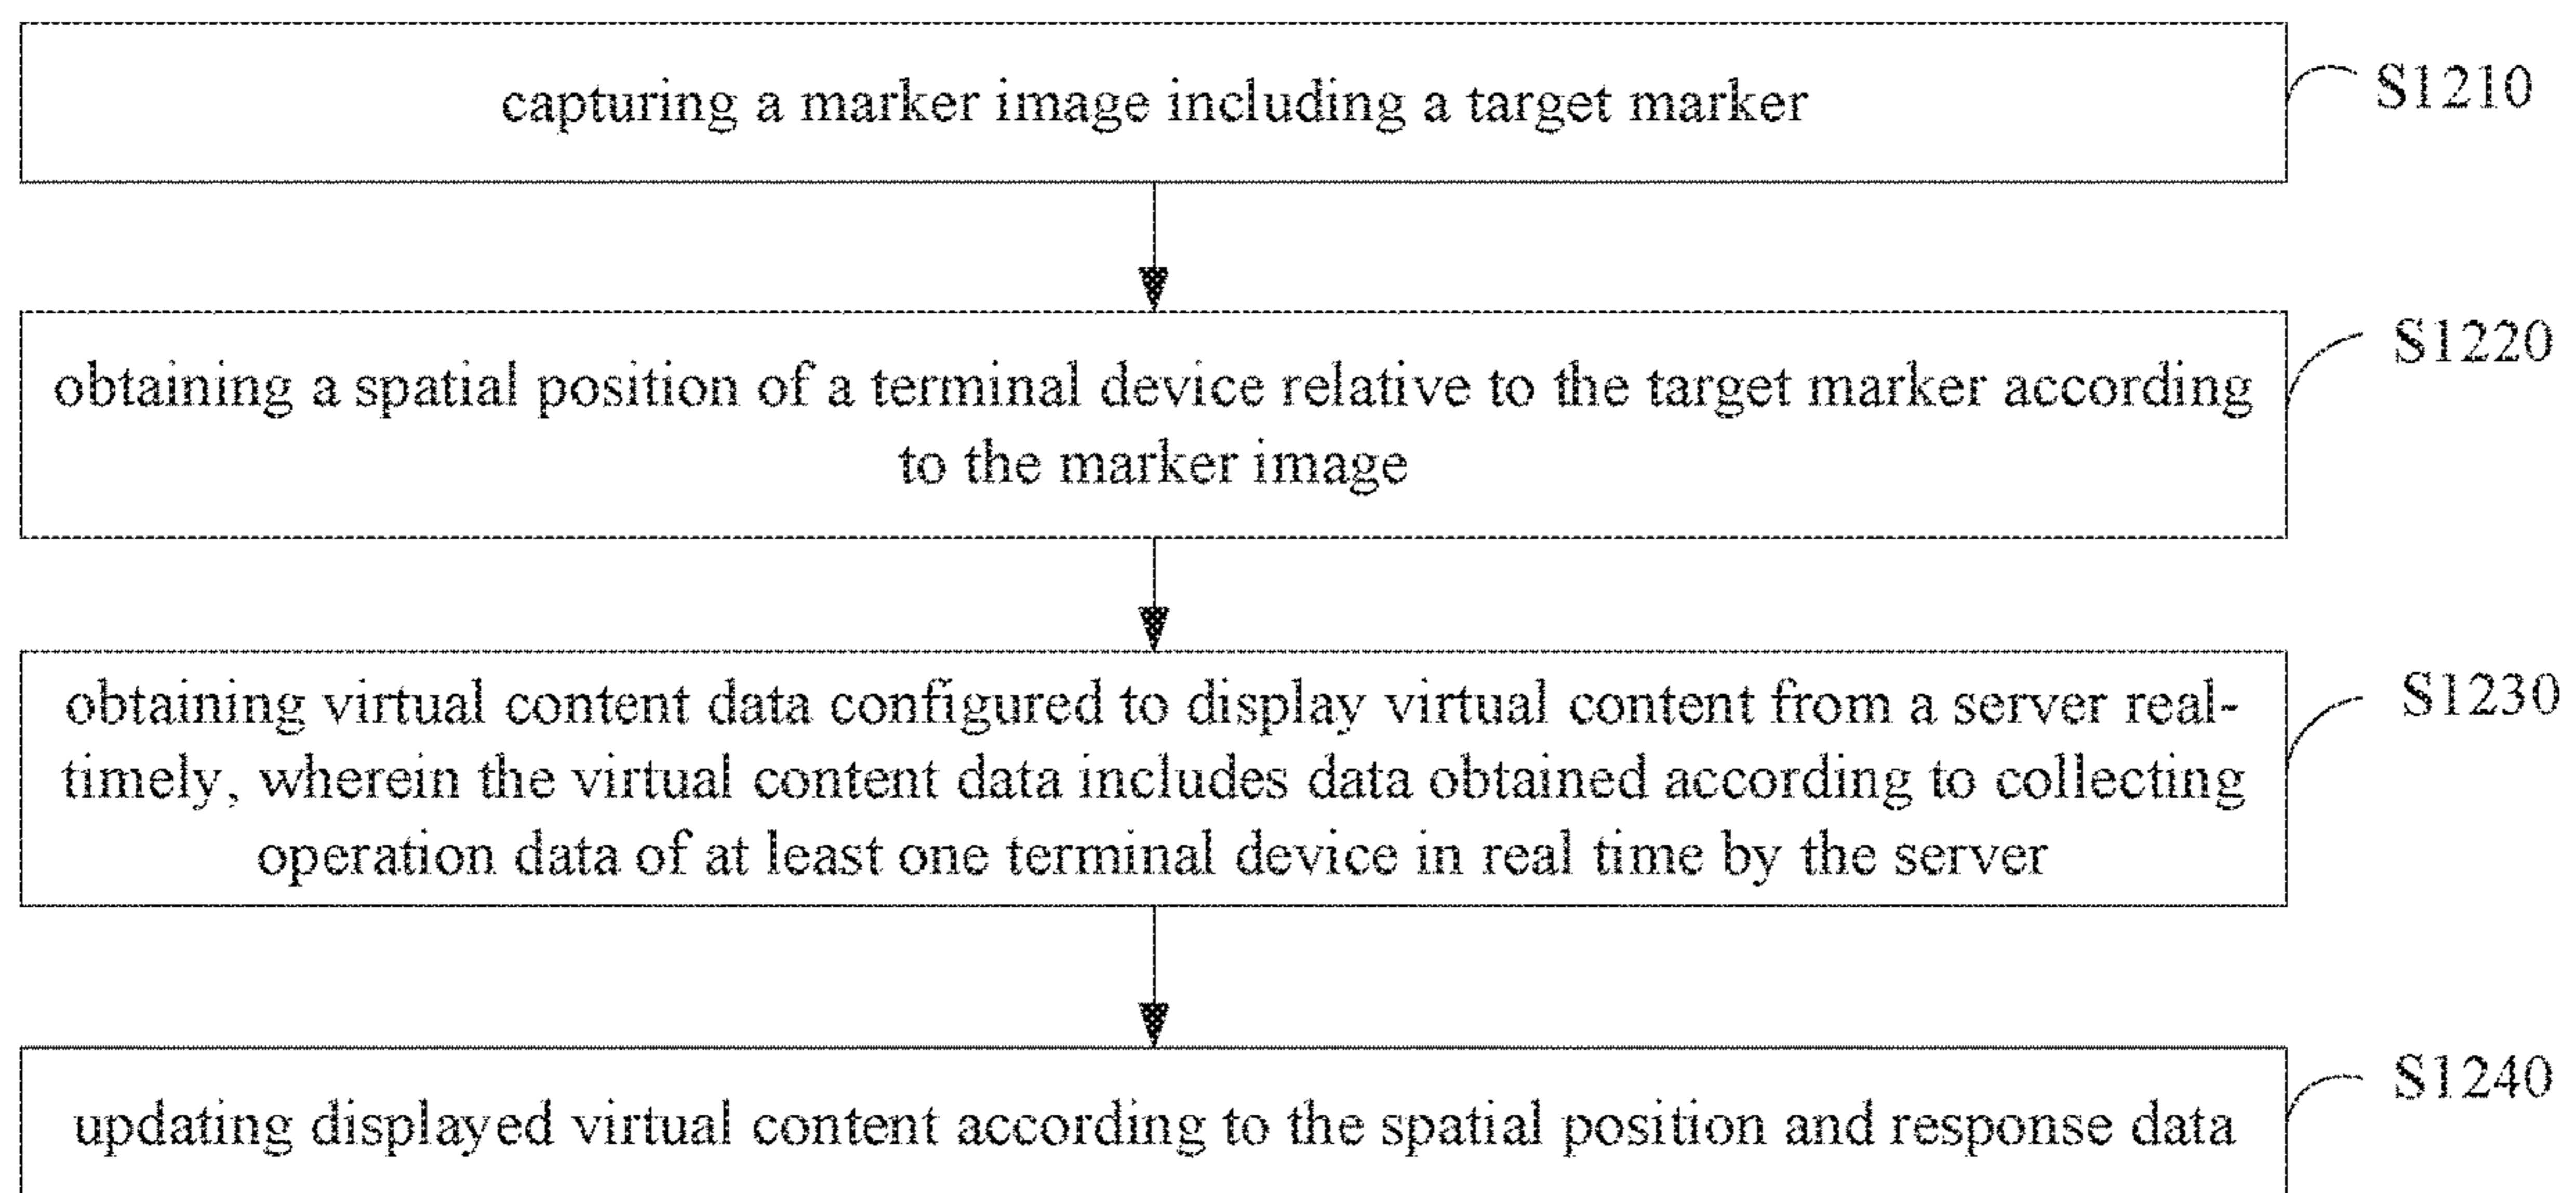 capturing a marker image including a target marker
S1210
obtaining a spatial position of a terminal device relative to the target marker according
to the marker image
S1220
obtaining virtual content data configured to display virtual content from a server real-
timely, wherein the virtual content data includes data obtained according to collecting
operation data of at least one terminal device in real time by the server
S1230
updating displayed virtual content according to the spatial position and response data
S1240